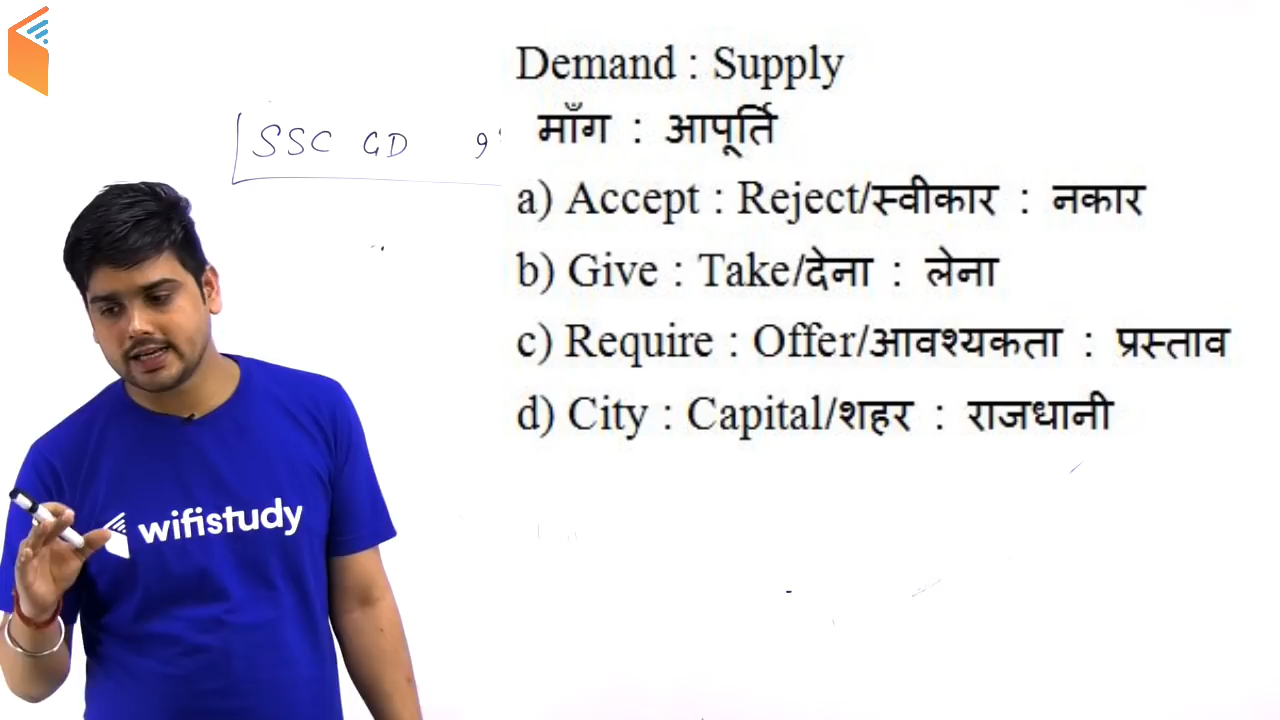 Demand : Supply
माँग : आपूर्ति
SSC GD
a) Accept : Reject/स्वीकार : नकार
b) Give : Take/देना : लेना
c) Require : Offer/आवश्यकता : प्रस्ताव
d) City : Capital/शहर : राजधानी
wifistudy